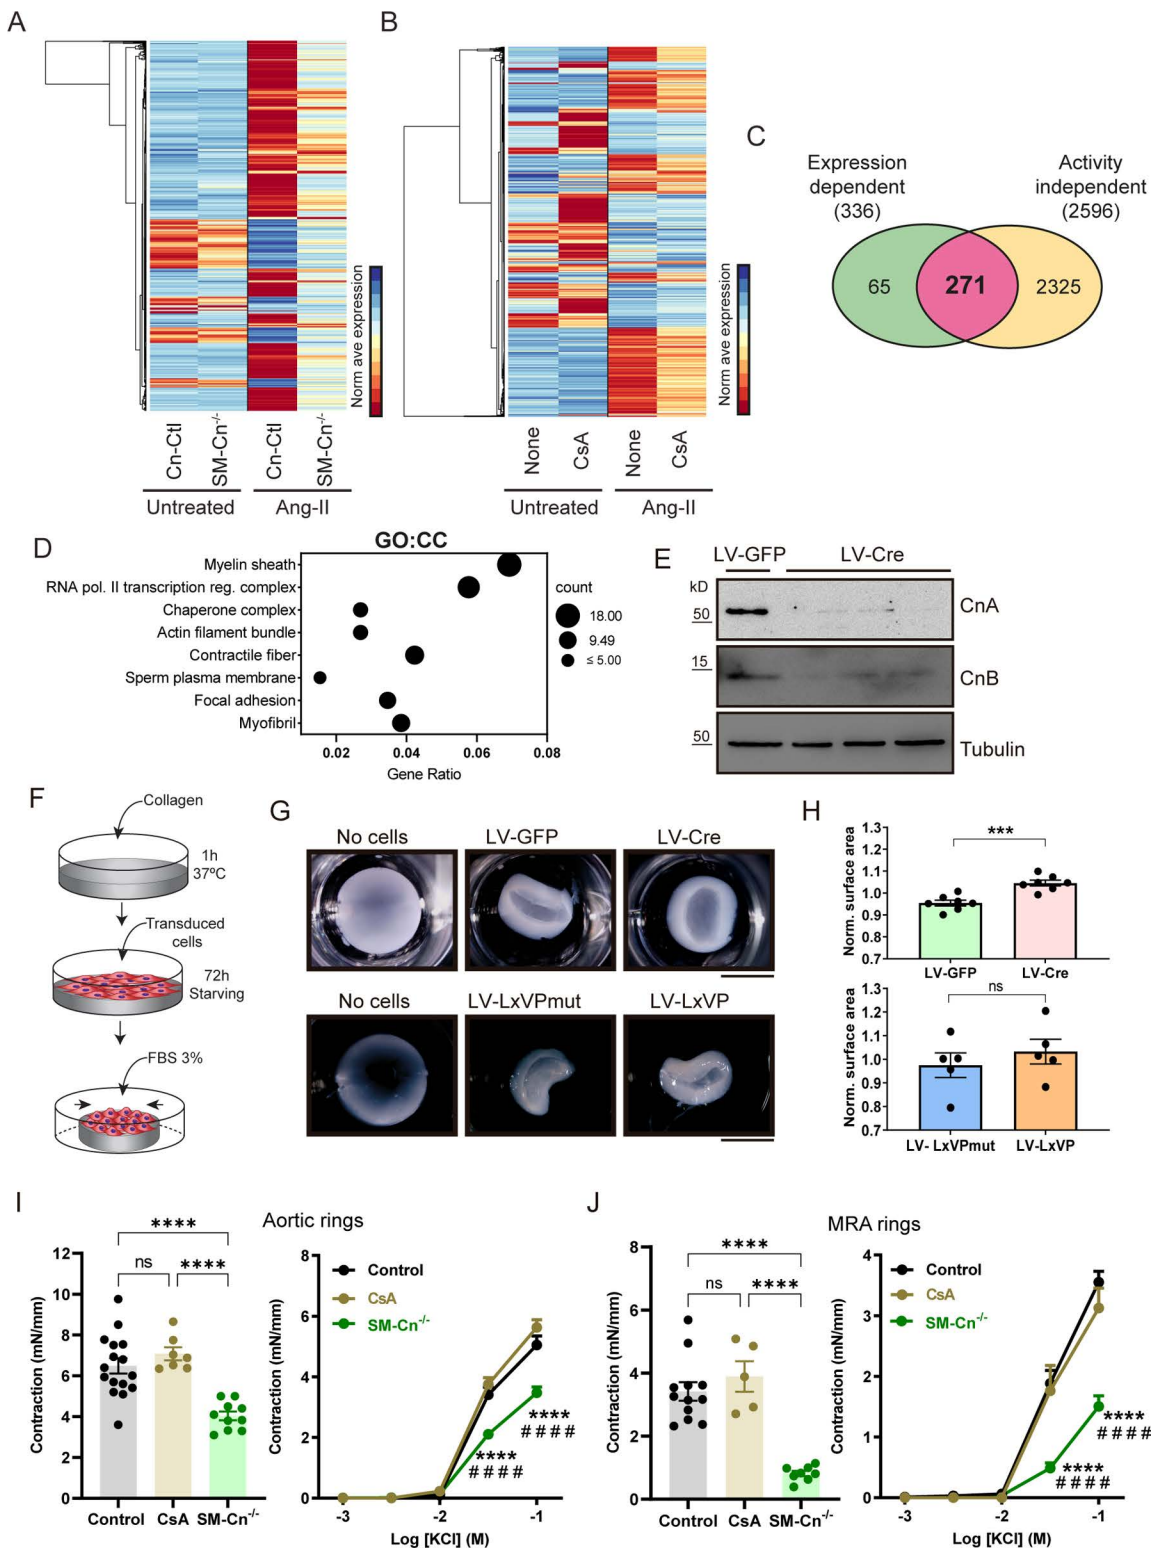 A
Norm ave expression
Cn-Ctl
SM-Cn-/-
Cn-Ctl
SM-Cn-/-
Untreated
Ang-II
B
Norm ave expression
None
CsA
None
CsA
Untreated
Ang-II
C
Expression
dependent
(336)
Activity
independent
(2596)
65
271
2325
D
GO:CC
Myelin sheath
RNA pol. II transcription reg. complex
Chaperone complex
Actin filament bundle
Contractile fiber
Sperm plasma membrane
Focal adhesion
Myofibril
0.02
0.04
0.06
0.08
Gene Ratio
count
18.00
9.49
≤ 5.00
E
LV-GFP
LV-Cre
kD
50
CnA
15
CnB
50
Tubulin
F
Collagen
1h
37ºC
Transduced
cells
72h
Starving
FBS 3%
G
No cells
LV-GFP
LV-Cre
No cells
LV-LxVPmut
LV-LxVP
H
Norm. surface area
1.3
1.2
1.1
1.0
0.9
0.8
0.7
***
LV-GFP
LV-Cre
Norm. surface area
1.3
1.2
1.1
1.0
0.9
0.8
0.7
ns
LV- LxVPmut
LV-LxVP
I
Aortic rings
Contraction (mN/mm)
12
10
8
6
4
2
0
****
ns
****
Control
CsA
SM-Cn-/-
Contraction (mN/mm)
8
6
4
2
0
Control
CsA
SM-Cn-/-
****
####
****
####
-3
-2
-1
Log [KCl] (M)
J
MRA rings
Contraction (mN/mm)
8
6
4
2
0
****
ns
****
Control
CsA
SM-Cn-/-
Contraction (mN/mm)
4
3
2
1
0
Control
CsA
SM-Cn-/-
****
####
****
####
-3
-2
-1
Log [KCl] (M)